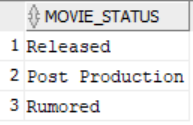 MOVIE_STATUS
1 Released
2 Post Production
3 Rumored